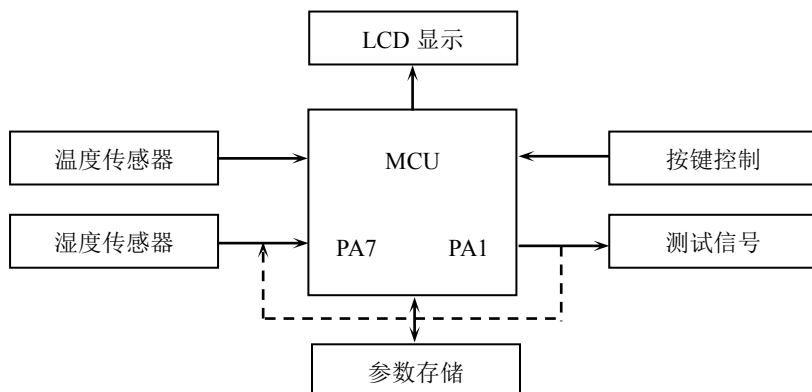 LCD 显示
温度传感器
MCU
按键控制
湿度传感器
PA7
PA1
测试信号
参数存储